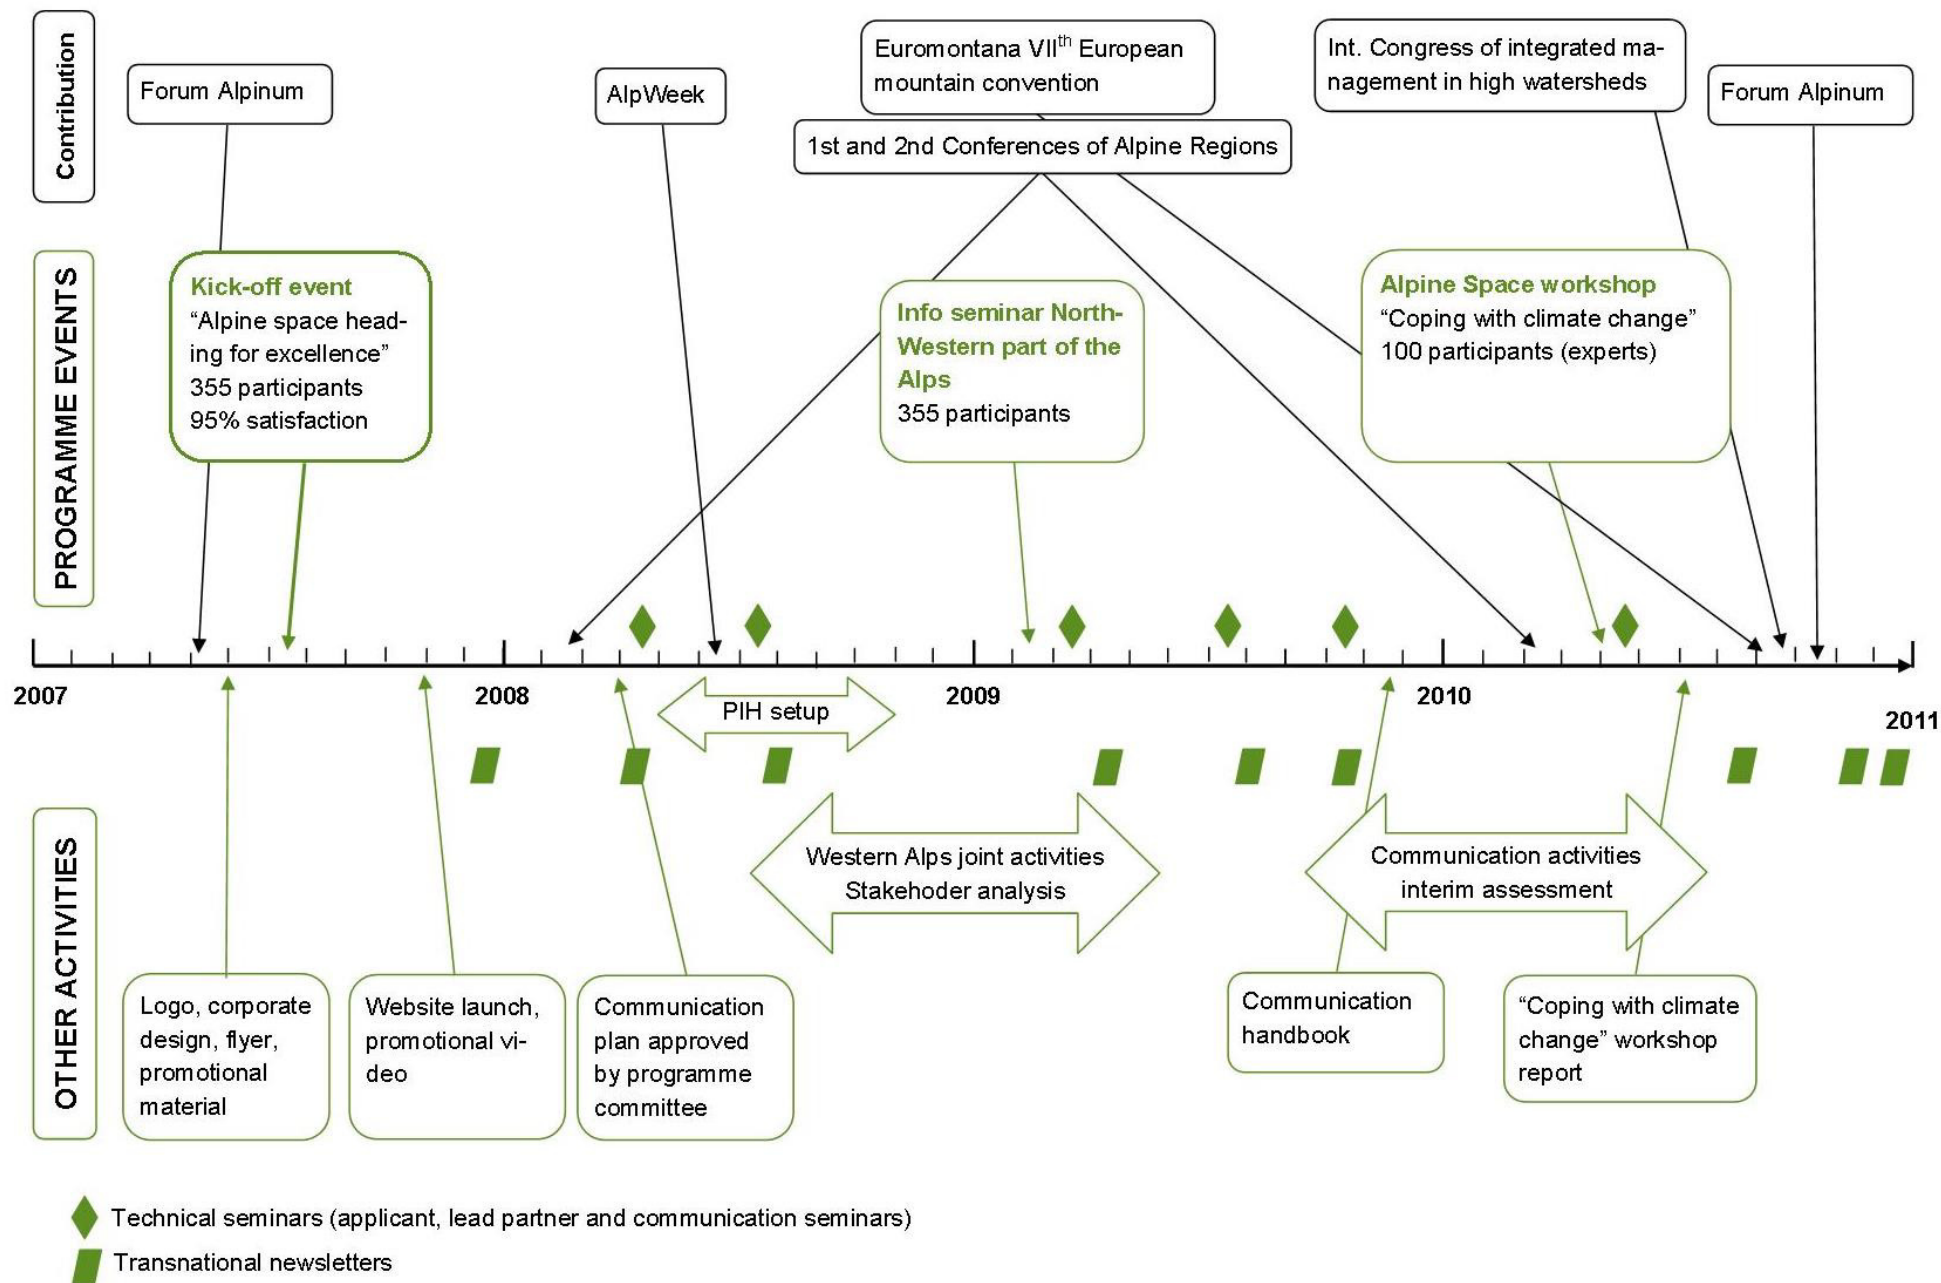 Contribution
Forum Alpinum
AlpWeek
Euromontana VIIth European
mountain convention
1st and 2nd Conferences of Alpine Regions
Int. Congress of integrated ma-
nagement in high watersheds
Forum Alpinum
PROGRAMME EVENTS
Kick-off event
“Alpine space head-
ing for excellence”
355 participants
95% satisfaction
Info seminar North-
Western part of the
Alps
355 participants
Alpine Space workshop
“Coping with climate change”
100 participants (experts)
2007
2008
2009
2010
2011
PIH setup
OTHER ACTIVITIES
Western Alps joint activities
Stakehoder analysis
Communication activities
interim assessment
Logo, corporate
design, flyer,
promotional
material
Website launch,
promotional vi-
deo
Communication
plan approved
by programme
committee
Communication
handbook
“Coping with climate
change” workshop
report
Technical seminars (applicant, lead partner and communication seminars)
Transnational newsletters